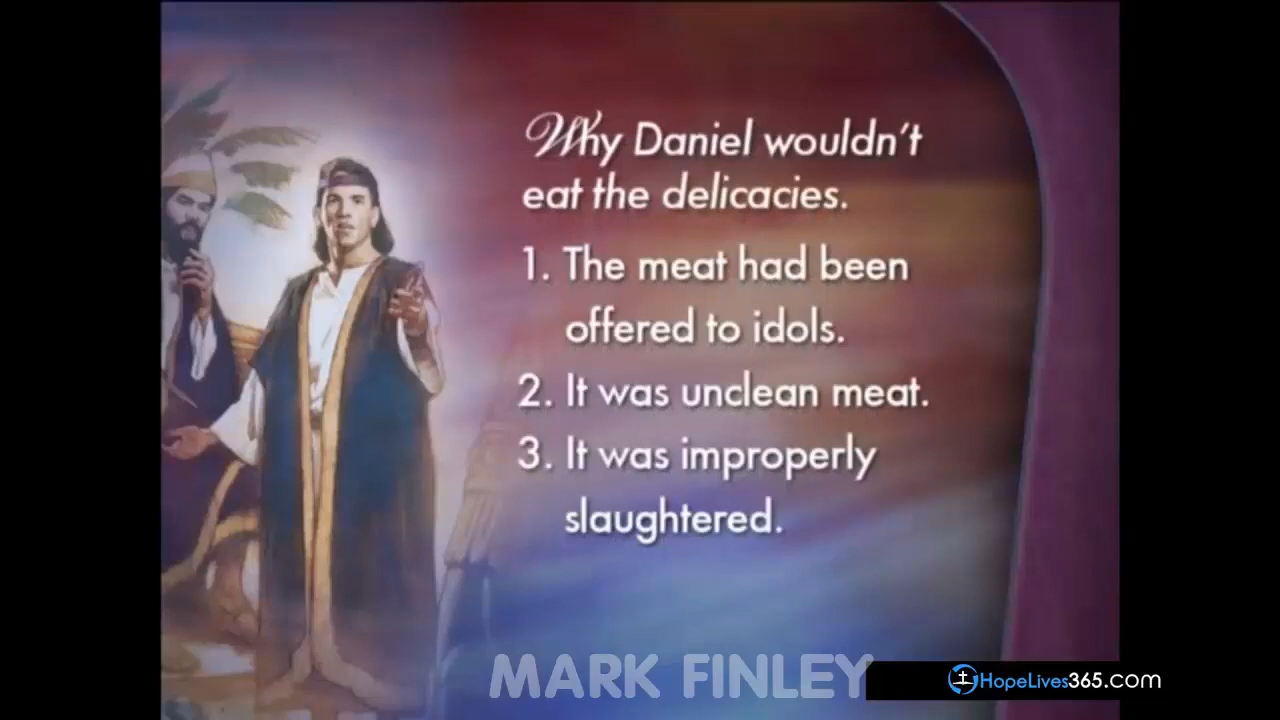 Why Daniel wouldn't
eat the delicacies.
1. The meat had been
offered to idols.
2. It was unclean meat.
3. It was improperly
slaughtered.
MARK FINLEY
HopeLives365.com